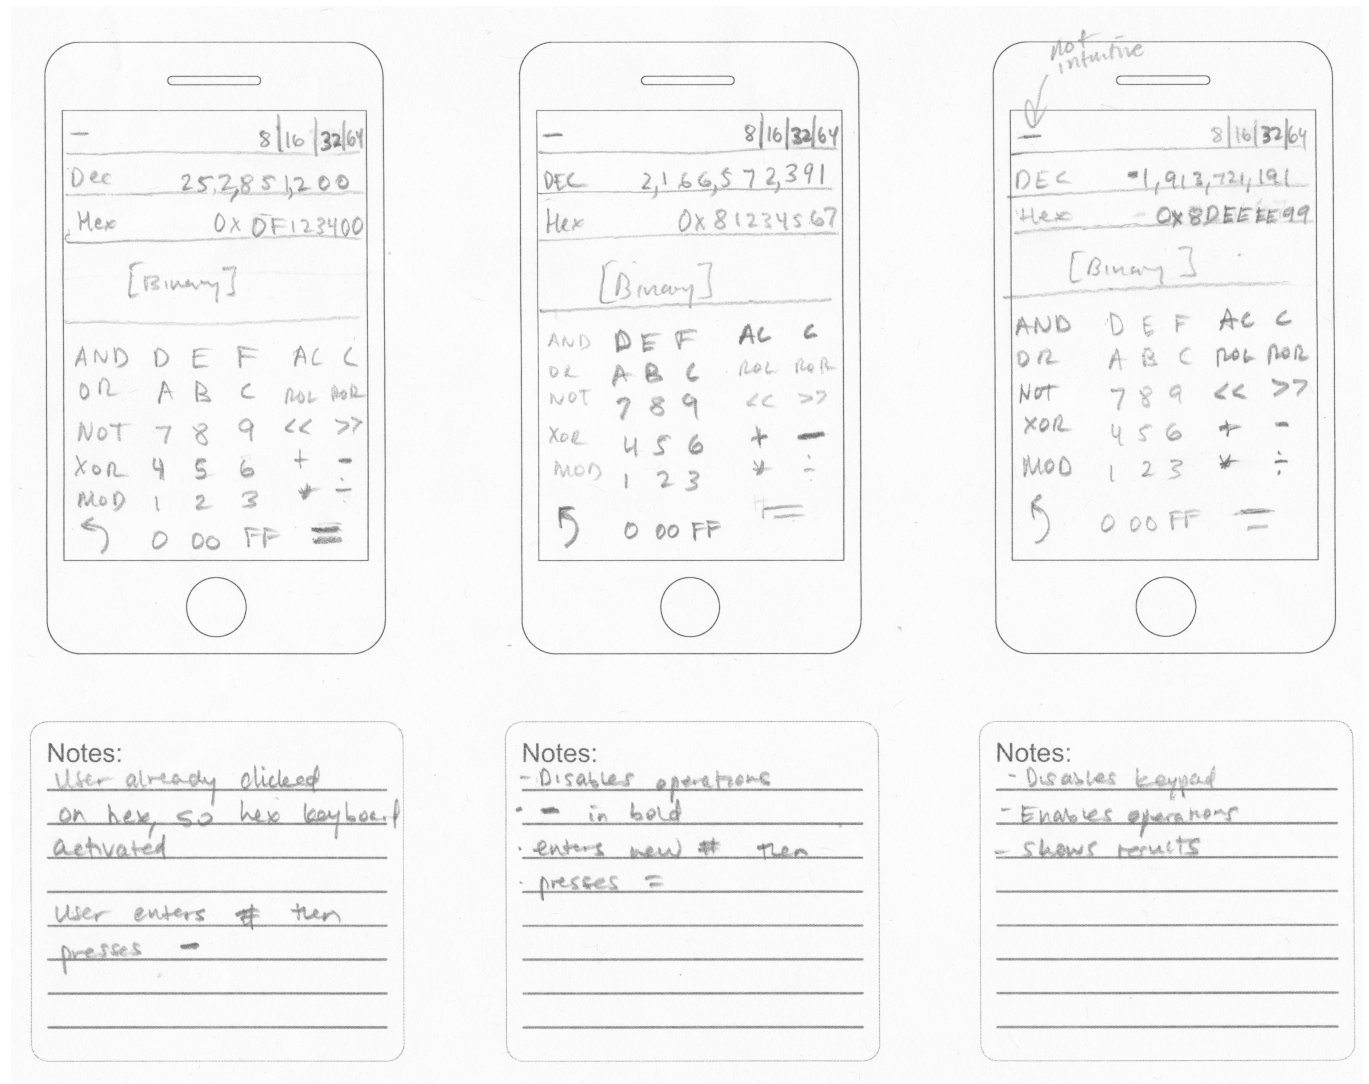 —
8|16|32|64
Dec 252,851,200
Hex 0x 0F123400
[Binary]
AND D E F AC C
OR A B C ROL ROR
NOT 7 8 9 << >>
XOR 4 5 6 + -
MOD 1 2 3 * ÷
0 00 FF =
Notes:
User already clicked
on hex, so hex keyboard
activated
User enters # then
presses -
—
8|16|32|64
DEC 2,166,572,391
Hex 0x81234567
[Binary]
AND D E F AC C
OR A B C ROL ROR
NOT 7 8 9 << >>
XOR 4 5 6 + -
MOD 1 2 3 * ÷
0 00 FF =
Notes:
- Disables operations
- - in bold
- enters new # then
- presses =
not
intuitive
—
8|16|32|64
DEC -1,913,721,191
Hex 0x8DEEEE99
[Binary]
AND D E F AC C
OR A B C ROL ROR
NOT 7 8 9 << >>
XOR 4 5 6 + -
MOD 1 2 3 * ÷
0 00 FF =
Notes:
- Disables keypad
- Enables operations
- shows results